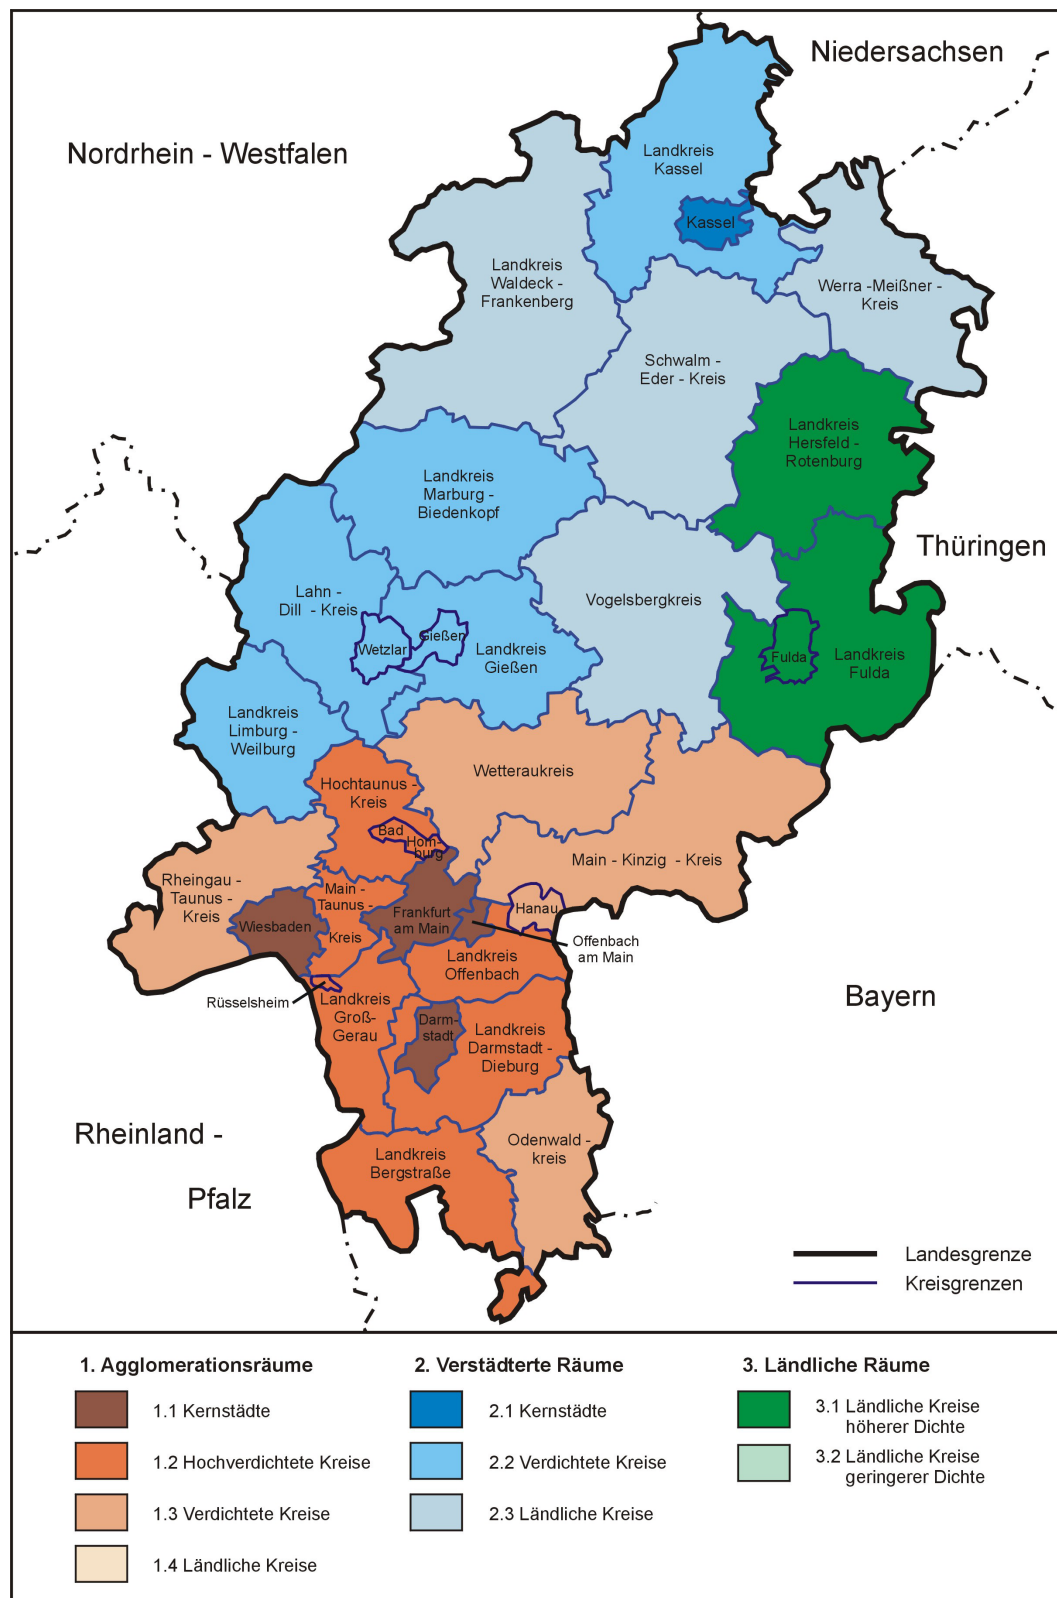 Niedersachsen
Nordrhein - Westfalen
Landkreis
Kassel
Kassel
Landkreis
Waldeck -
Frankenberg
Werra -Meißner -
Kreis
Schwalm -
Eder - Kreis
Landkreis
Hersfeld -
Rotenburg
Landkreis
Marburg -
Biedenkopf
Thüringen
Lahn -
Dill - Kreis
Vogelsbergkreis
Wetzlar
Gießen
Landkreis
Gießen
Fulda
Landkreis
Fulda
Landkreis
Limburg -
Weilburg
Wetteraukreis
Hochtaunus -
Kreis
Bad
Hom-
burg
Main - Kinzig - Kreis
Rheingau -
Taunus -
Kreis
Main -
Taunus -
Kreis
Wiesbaden
Frankfurt
am Main
Hanau
Offenbach
am Main
Landkreis
Offenbach
Rüsselsheim
Landkreis
Groß-
Gerau
Bayern
Darm-
stadt
Landkreis
Darmstadt -
Dieburg
Rheinland -
Pfalz
Landkreis
Bergstraße
Odenwald -
kreis
Landesgrenze
Kreisgrenzen
1. Agglomerationsräume
1.1 Kernstädte
1.2 Hochverdichtete Kreise
1.3 Verdichtete Kreise
1.4 Ländliche Kreise
2. Verstädterte Räume
2.1 Kernstädte
2.2 Verdichtete Kreise
2.3 Ländliche Kreise
3. Ländliche Räume
3.1 Ländliche Kreise
höherer Dichte
3.2 Ländliche Kreise
geringerer Dichte